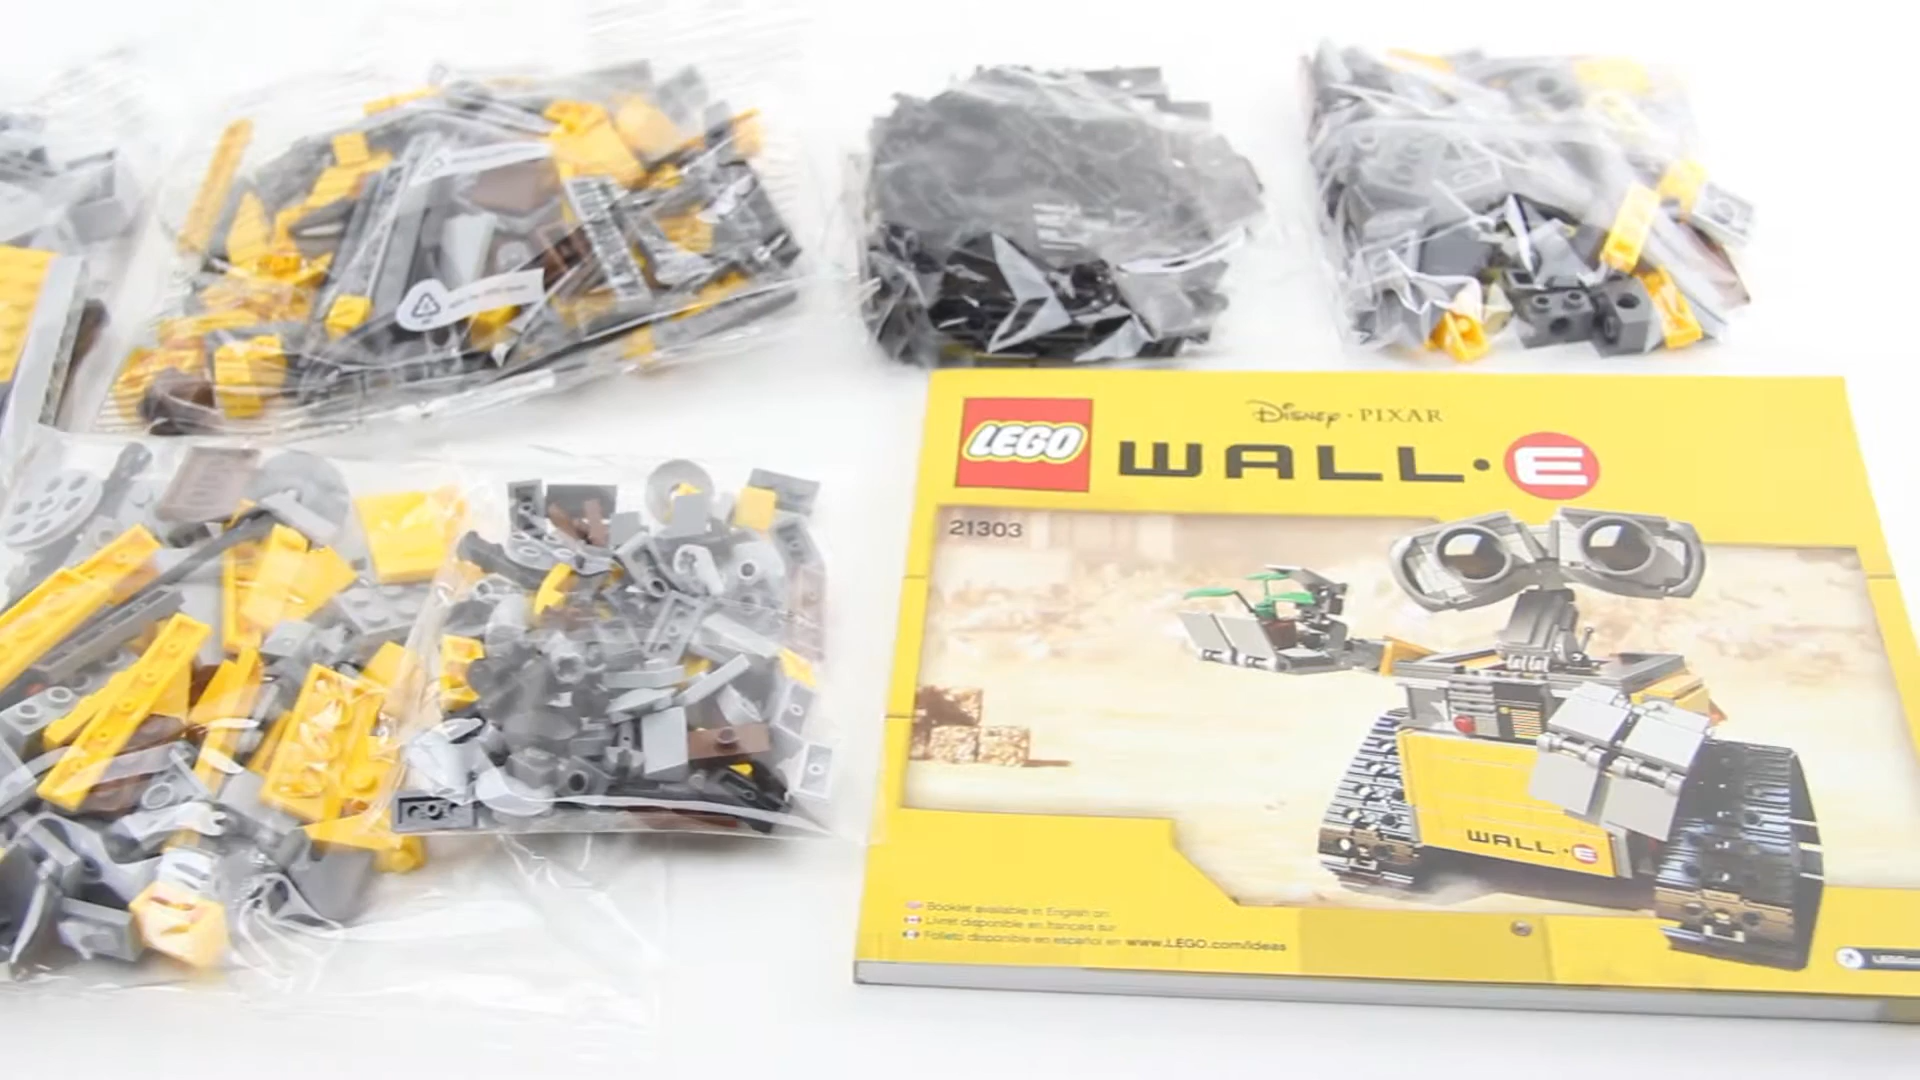 DISNEY · PIXAR
LEGO
WALL·E
21303
WALL·E
Booklet available in English on
Livret disponible en français sur
Folleto disponible en español en www.LEGO.com/ideas